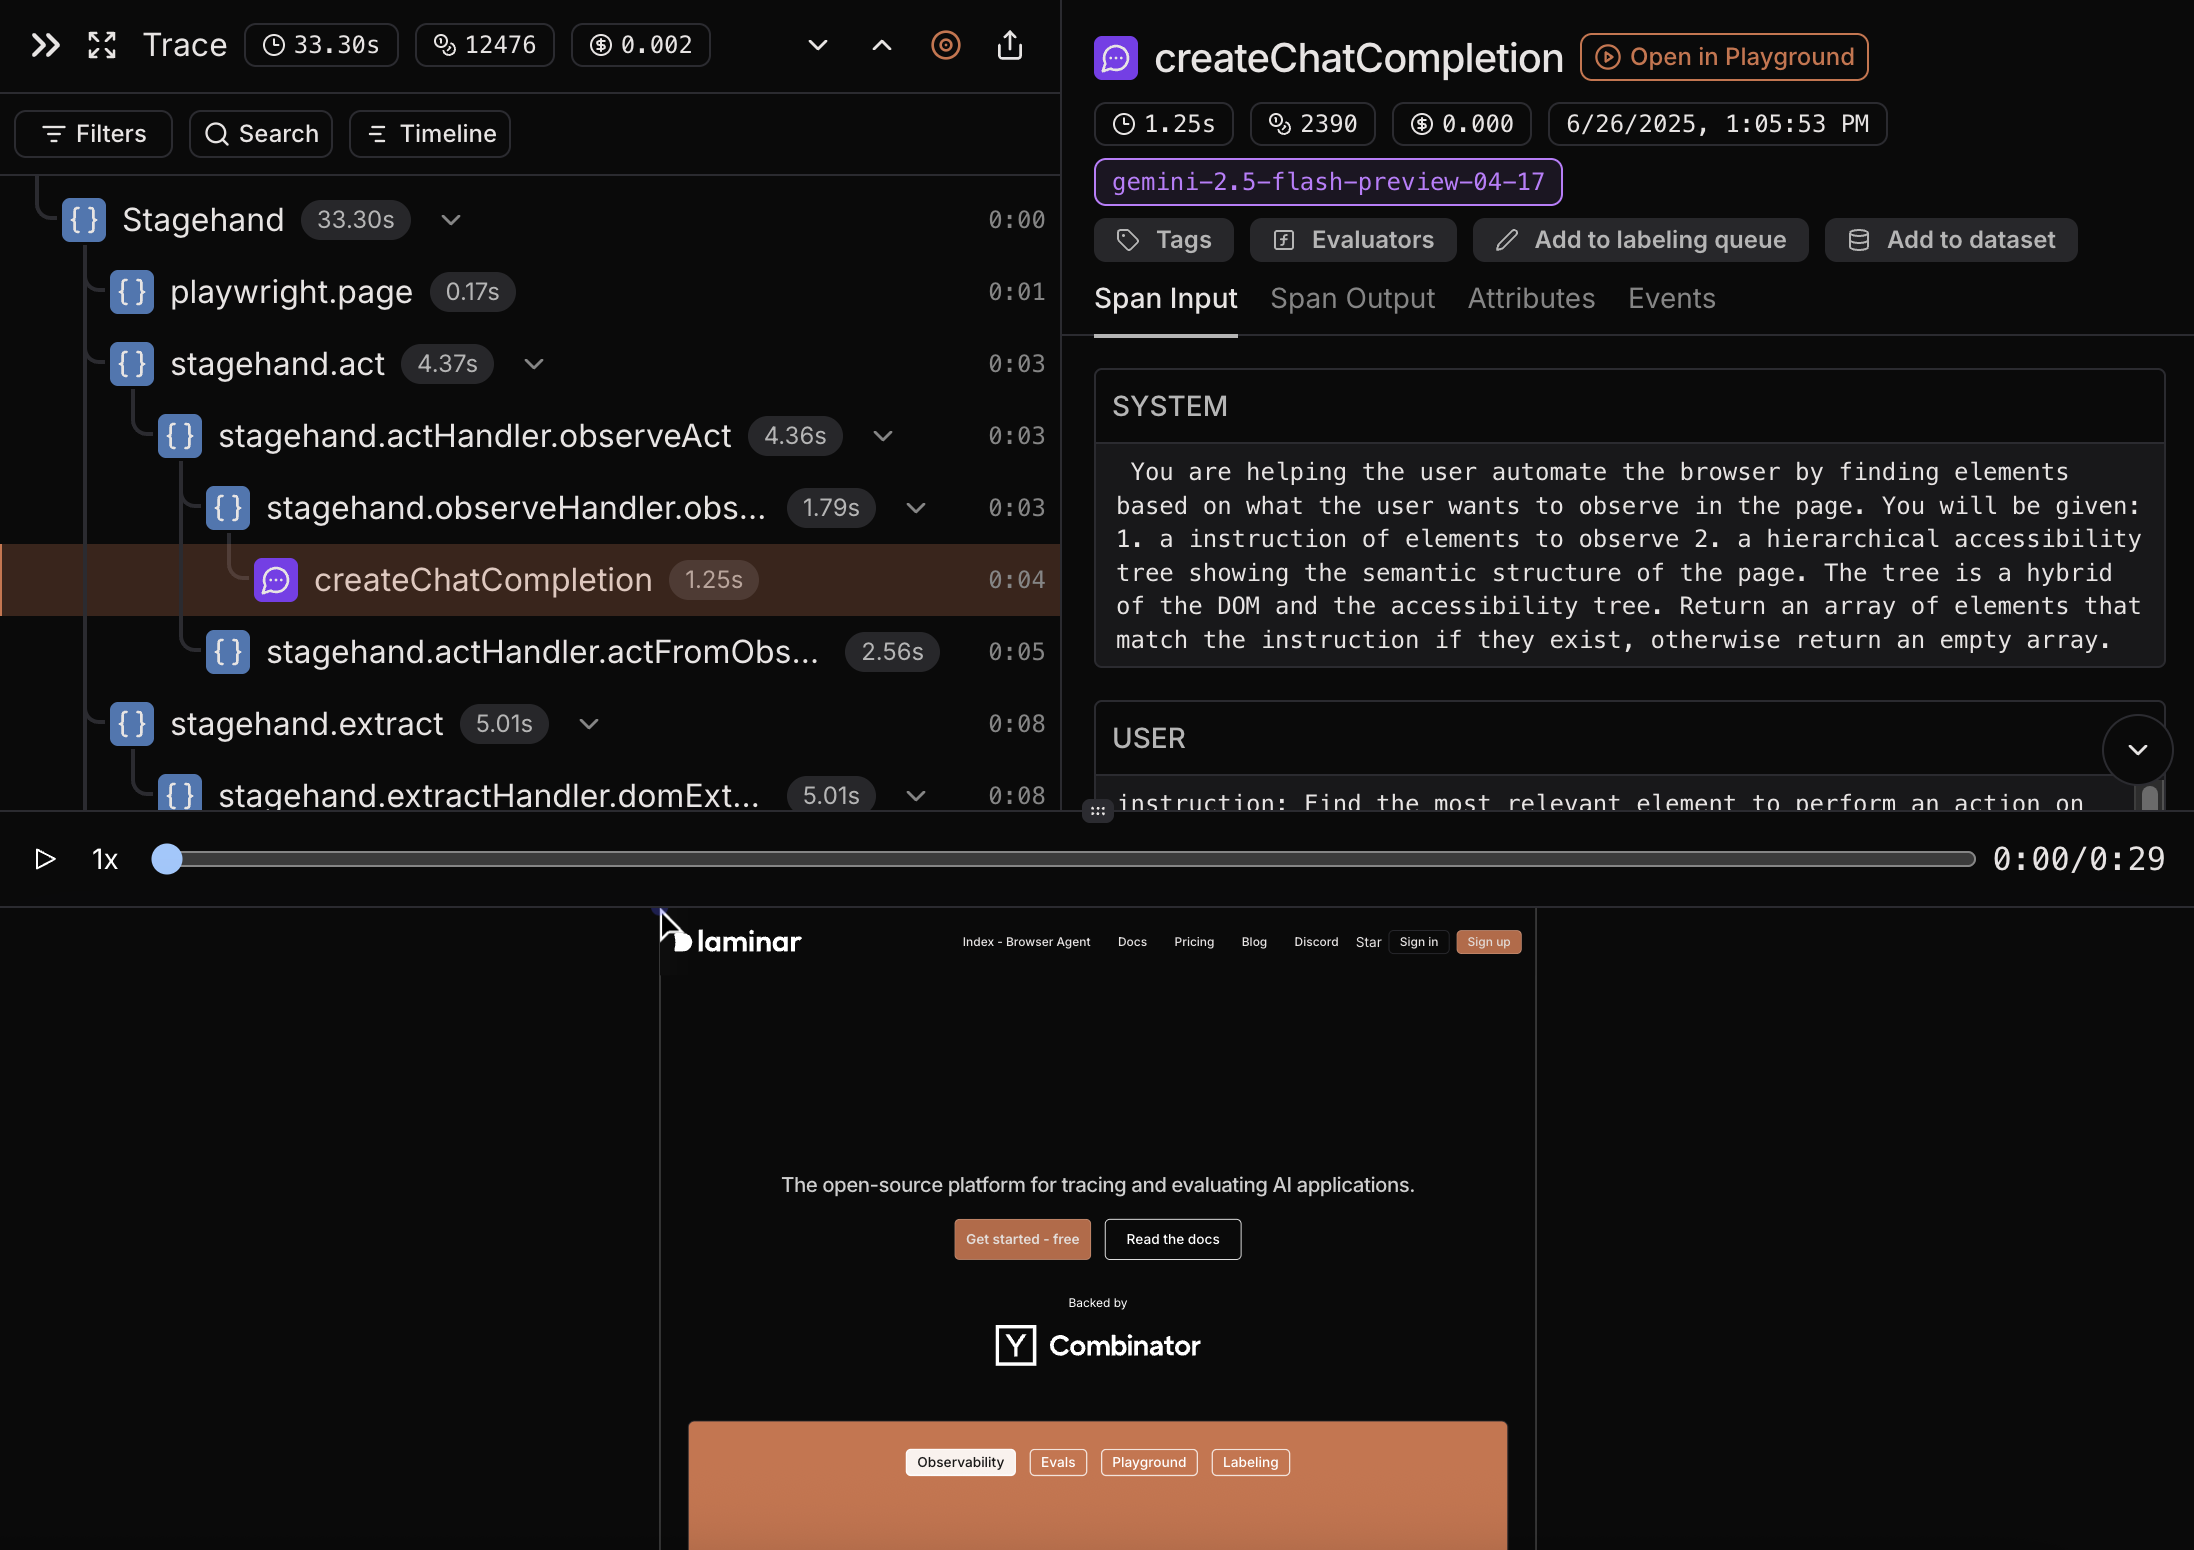 Trace 33.30s 12476 0.002
Filters Search Timeline
Stagehand 33.30s 0:00
playwright.page 0.17s 0:01
stagehand.act 4.37s 0:03
stagehand.actHandler.observeAct 4.36s 0:03
stagehand.observeHandler.obs... 1.79s 0:03
createChatCompletion 1.25s 0:04
stagehand.actHandler.actFromObs... 2.56s 0:05
stagehand.extract 5.01s 0:08
stagehand.extractHandler.domExt... 5.01s 0:08
createChatCompletion Open in Playground
1.25s 2390 0.000 6/26/2025, 1:05:53 PM
gemini-2.5-flash-preview-04-17
Tags Evaluators Add to labeling queue Add to dataset
Span Input Span Output Attributes Events
SYSTEM
You are helping the user automate the browser by finding elements
based on what the user wants to observe in the page. You will be given:
1. a instruction of elements to observe 2. a hierarchical accessibility
tree showing the semantic structure of the page. The tree is a hybrid
of the DOM and the accessibility tree. Return an array of elements that
match the instruction if they exist, otherwise return an empty array.
USER
instruction: Find the most relevant element to perform an action on
1x 0:00/0:29
laminar Index - Browser Agent Docs Pricing Blog Discord Star Sign in Sign up
The open-source platform for tracing and evaluating AI applications.
Get started - free Read the docs
Backed by
Y Combinator
Observability Evals Playground Labeling